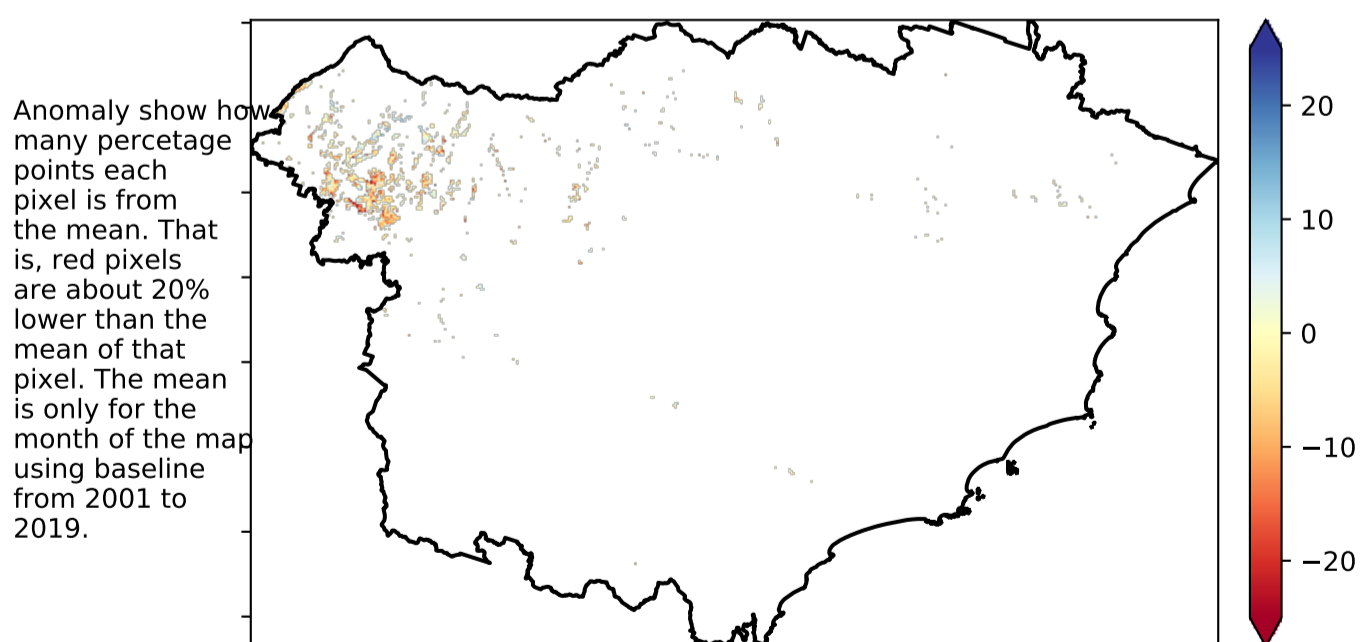 Anomaly show how
many percetage
points each
pixel is from
the mean. That
is, red pixels
are about 20%
lower than the
mean of that
pixel. The mean
is only for the
month of the map
using baseline
from 2001 to
2019.
20
10
0
−10
−20